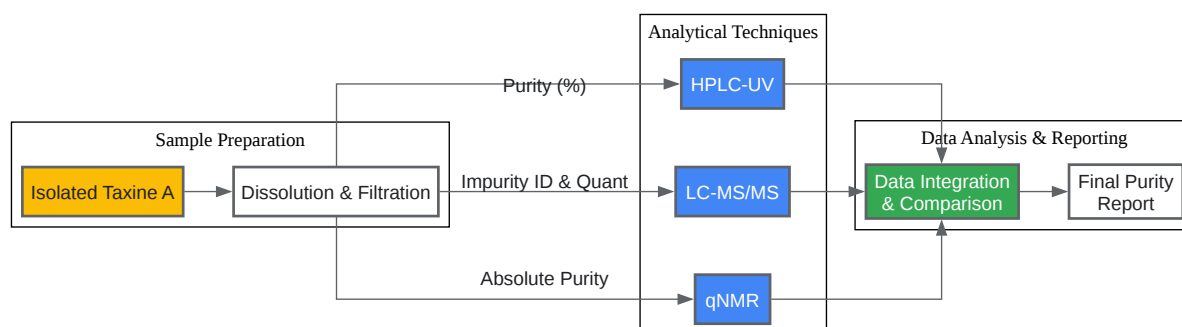 Analytical Techniques
Purity (%)
HPLC-UV
Sample Preparation
Data Analysis & Reporting
Isolated Taxine A
Dissolution & Filtration
Impurity ID & Quant
LC-MS/MS
Data Integration
& Comparison
Final Purity
Report
Absolute Purity
qNMR